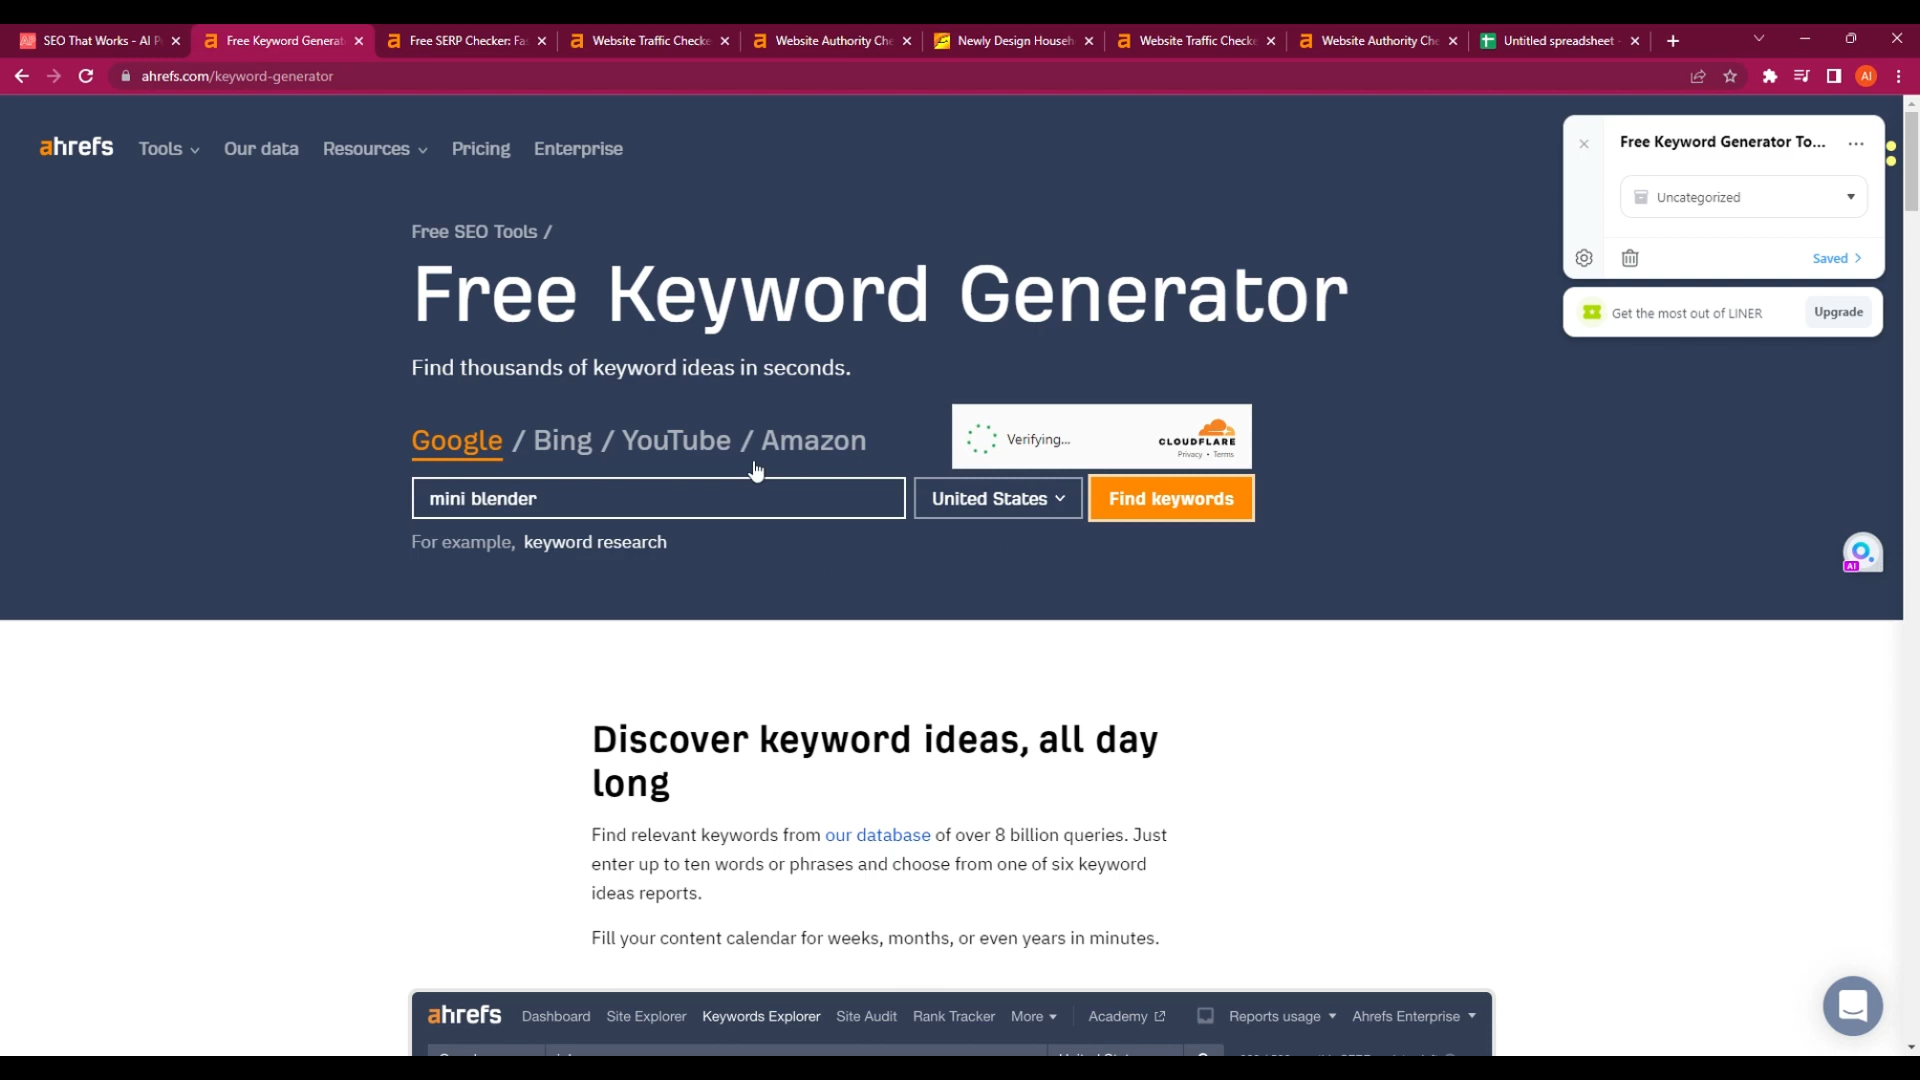 SEO That Works - AI P
Free Keyword Generat
Free SERP Checker: Fa
Website Traffic Checke
Website Authority Che
Newly Design Househ
Website Traffic Checke
Website Authority Che
Untitled spreadsheet -
ahrefs.com/keyword-generator
AI
ahrefs
Tools
Our data
Resources
Pricing
Enterprise
Free Keyword Generator To...
Uncategorized
Saved
Get the most out of LINER
Upgrade
Free SEO Tools /
Free Keyword Generator
Find thousands of keyword ideas in seconds.
Google / Bing / YouTube / Amazon
Verifying...
CLOUDFLARE
Privacy • Terms
mini blender
United States
Find keywords
For example, keyword research
AI
Discover keyword ideas, all day
long
Find relevant keywords from our database of over 8 billion queries. Just
enter up to ten words or phrases and choose from one of six keyword
ideas reports.
Fill your content calendar for weeks, months, or even years in minutes.
ahrefs
Dashboard
Site Explorer
Keywords Explorer
Site Audit
Rank Tracker
More
Academy
Reports usage
Ahrefs Enterprise